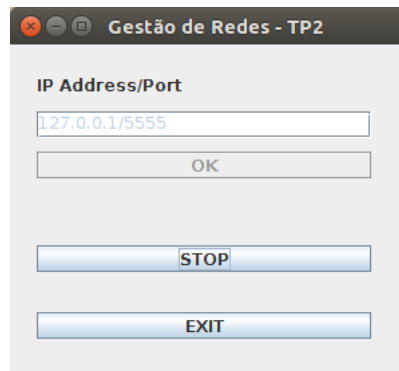 Gestão de Redes - TP2
IP Address/Port
127.0.0.1/5555
OK
STOP
EXIT